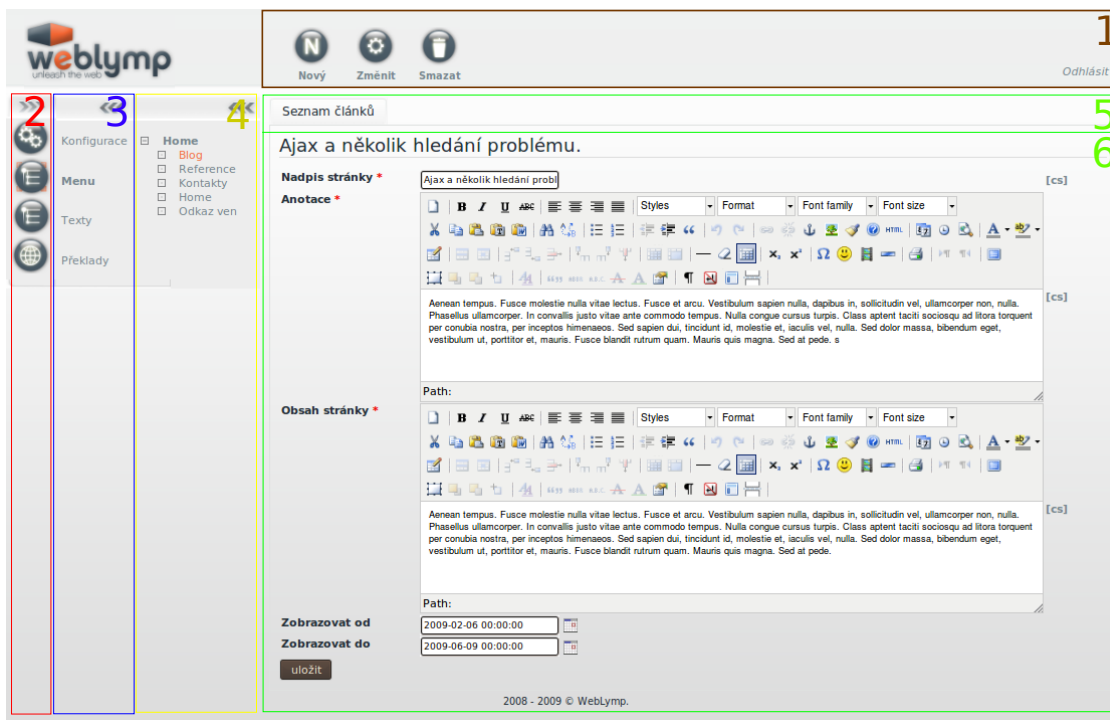 weblymp
unleash the web
Nový
Změnit
Smazat
1
Odhlásit
2
3
4
Konfigurace
Menu
Texty
Překlady
Home
Blog
Reference
Kontakty
Home
Odkaz ven
Seznam článků
5
6
Ajax a několik hledání problému.
Nadpis stránky *
Ajax a několik hledání probl
[cs]
Anotace *
Styles Format Font family Font size
HTML
Aenean tempus. Fusce molestie nulla vitae lectus. Fusce et arcu. Vestibulum sapien nulla, dapibus in, sollicitudin vel, ullamcorper non, nulla.
Phasellus ullamcorper. In convallis justo vitae ante commodo tempus. Nulla congue cursus turpis. Class aptent taciti sociosqu ad litora torquent
per conubia nostra, per inceptos himenaeos. Sed sapien dui, tincidunt id, molestie et, iaculis vel, nulla. Sed dolor massa, bibendum eget,
vestibulum ut, porttitor et, mauris. Fusce blandit rutrum quam. Mauris quis magna. Sed at pede. s
[cs]
Path:
Obsah stránky *
Styles Format Font family Font size
HTML
Aenean tempus. Fusce molestie nulla vitae lectus. Fusce et arcu. Vestibulum sapien nulla, dapibus in, sollicitudin vel, ullamcorper non, nulla.
Phasellus ullamcorper. In convallis justo vitae ante commodo tempus. Nulla congue cursus turpis. Class aptent taciti sociosqu ad litora torquent
per conubia nostra, per inceptos himenaeos. Sed sapien dui, tincidunt id, molestie et, iaculis vel, nulla. Sed dolor massa, bibendum eget,
vestibulum ut, porttitor et, mauris. Fusce blandit rutrum quam. Mauris quis magna. Sed at pede.
[cs]
Path:
Zobrazovat od
2009-02-06 00:00:00
Zobrazovat do
2009-06-09 00:00:00
uložit
2008 - 2009 © WebLymp.